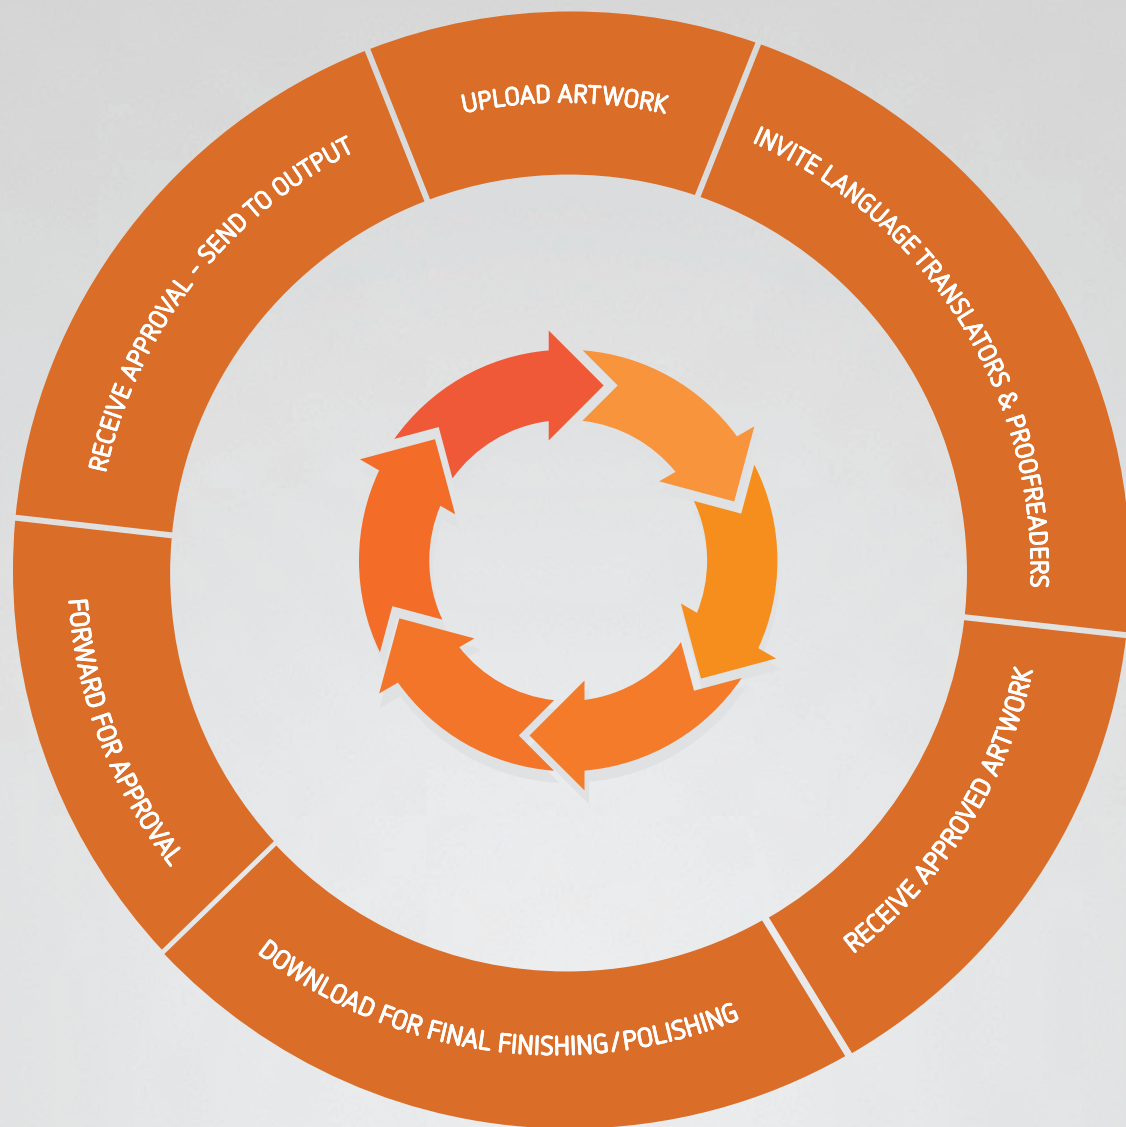 UPLOAD ARTWORK
INVITE LANGUAGE TRANSLATORS & PROOFREADERS
RECEIVE APPROVED ARTWORK
DOWNLOAD FOR FINAL FINISHING/POLISHING
FORWARD FOR APPROVAL
RECEIVE APPROVAL - SEND TO OUTPUT